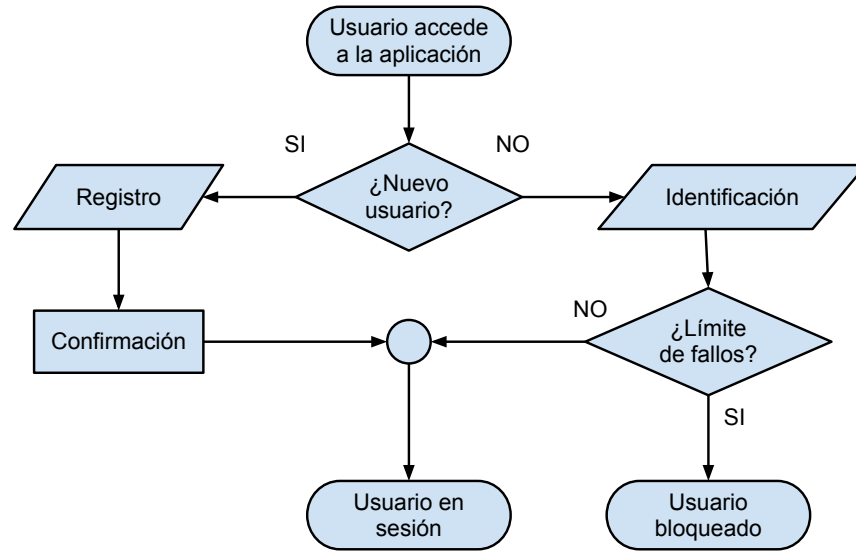 Usuario accede
a la aplicación
SI
NO
¿Nuevo
usuario?
Registro
Identificación
Confirmación
NO
¿Límite
de fallos?
SI
Usuario en
sesión
Usuario
bloqueado